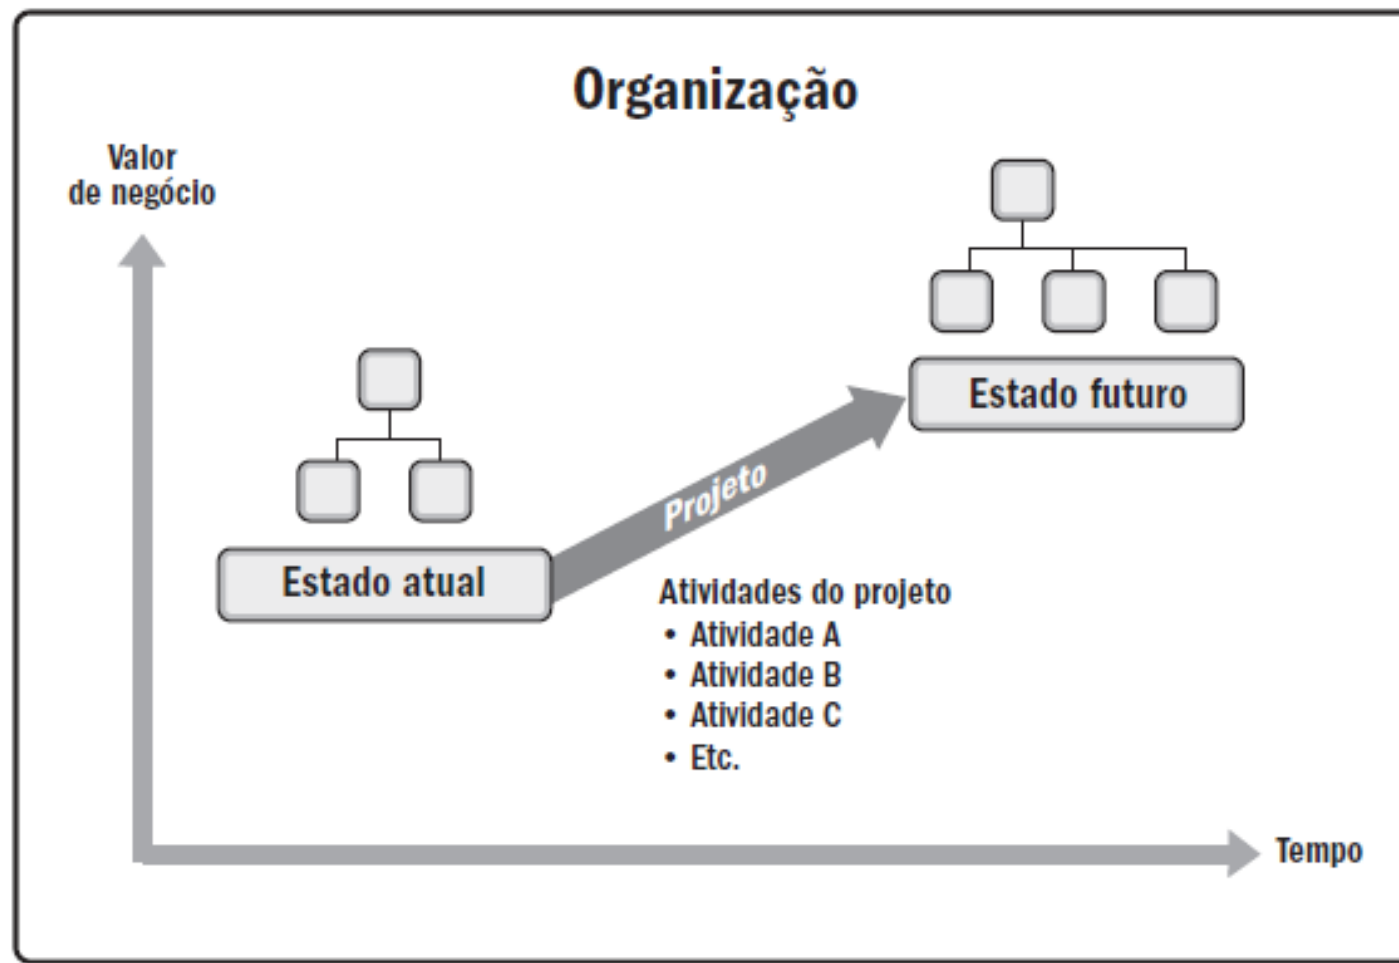 Organização
Valor
de negócio
Estado futuro
Projeto
Estado atual
Atividades do projeto
• Atividade A
• Atividade B
• Atividade C
• Etc.
Tempo